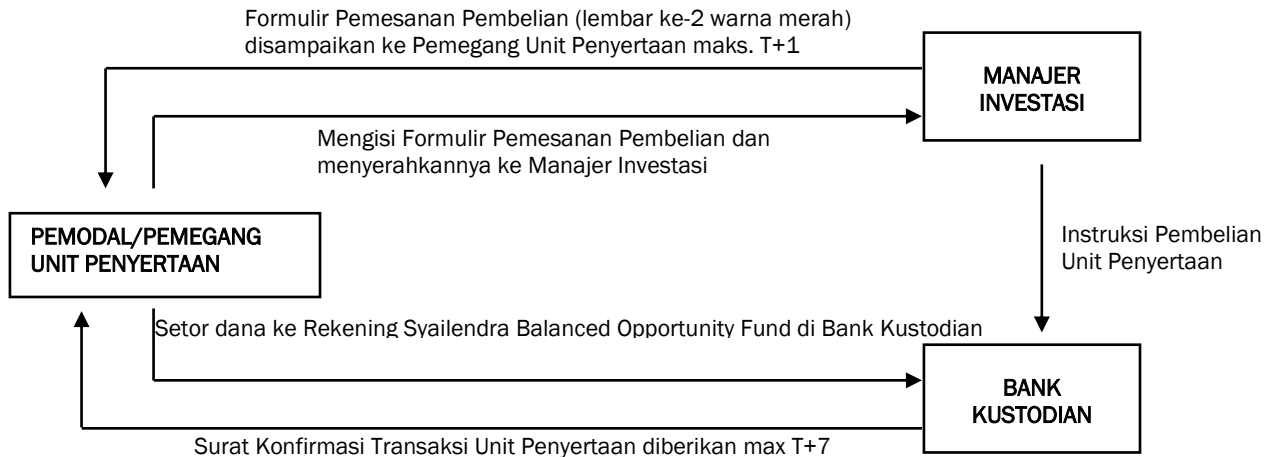 Formulir Pemesanan Pembelian (lembar ke-2 warna merah)
disampaikan ke Pemegang Unit Penyertaan maks. T+1
MANAJER
INVESTASI
Mengisi Formulir Pemesanan Pembelian dan
menyerahkannya ke Manajer Investasi
PEMODAL/PEMEGANG
UNIT PENYERTAAN
Instruksi Pembelian
Unit Penyertaan
Setor dana ke Rekening Syailendra Balanced Opportunity Fund di Bank Kustodian
BANK
KUSTODIAN
Surat Konfirmasi Transaksi Unit Penyertaan diberikan max T+7